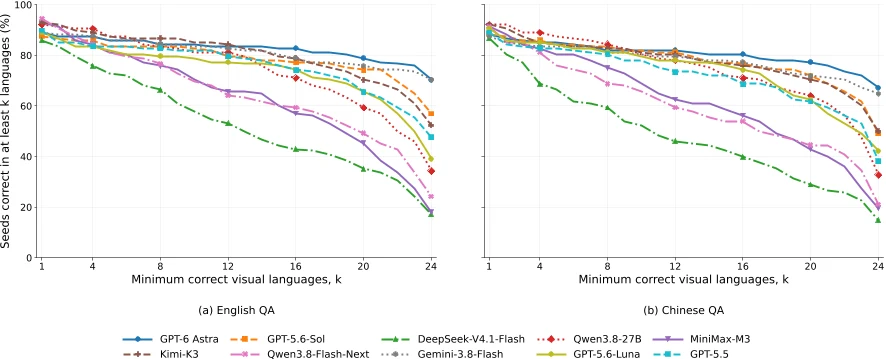 100
80
60
40
20
0
Seeds correct in at least k languages (%)
1 4 8 12 16 20 24
Minimum correct visual languages, k
(a) English QA
1 4 8 12 16 20 24
Minimum correct visual languages, k
(b) Chinese QA
GPT-6 Astra GPT-5.6-Sol DeepSeek-V4.1-Flash Qwen3.8-27B MiniMax-M3
Kimi-K3 Qwen3.8-Flash-Next Gemini-3.8-Flash GPT-5.6-Luna GPT-5.5